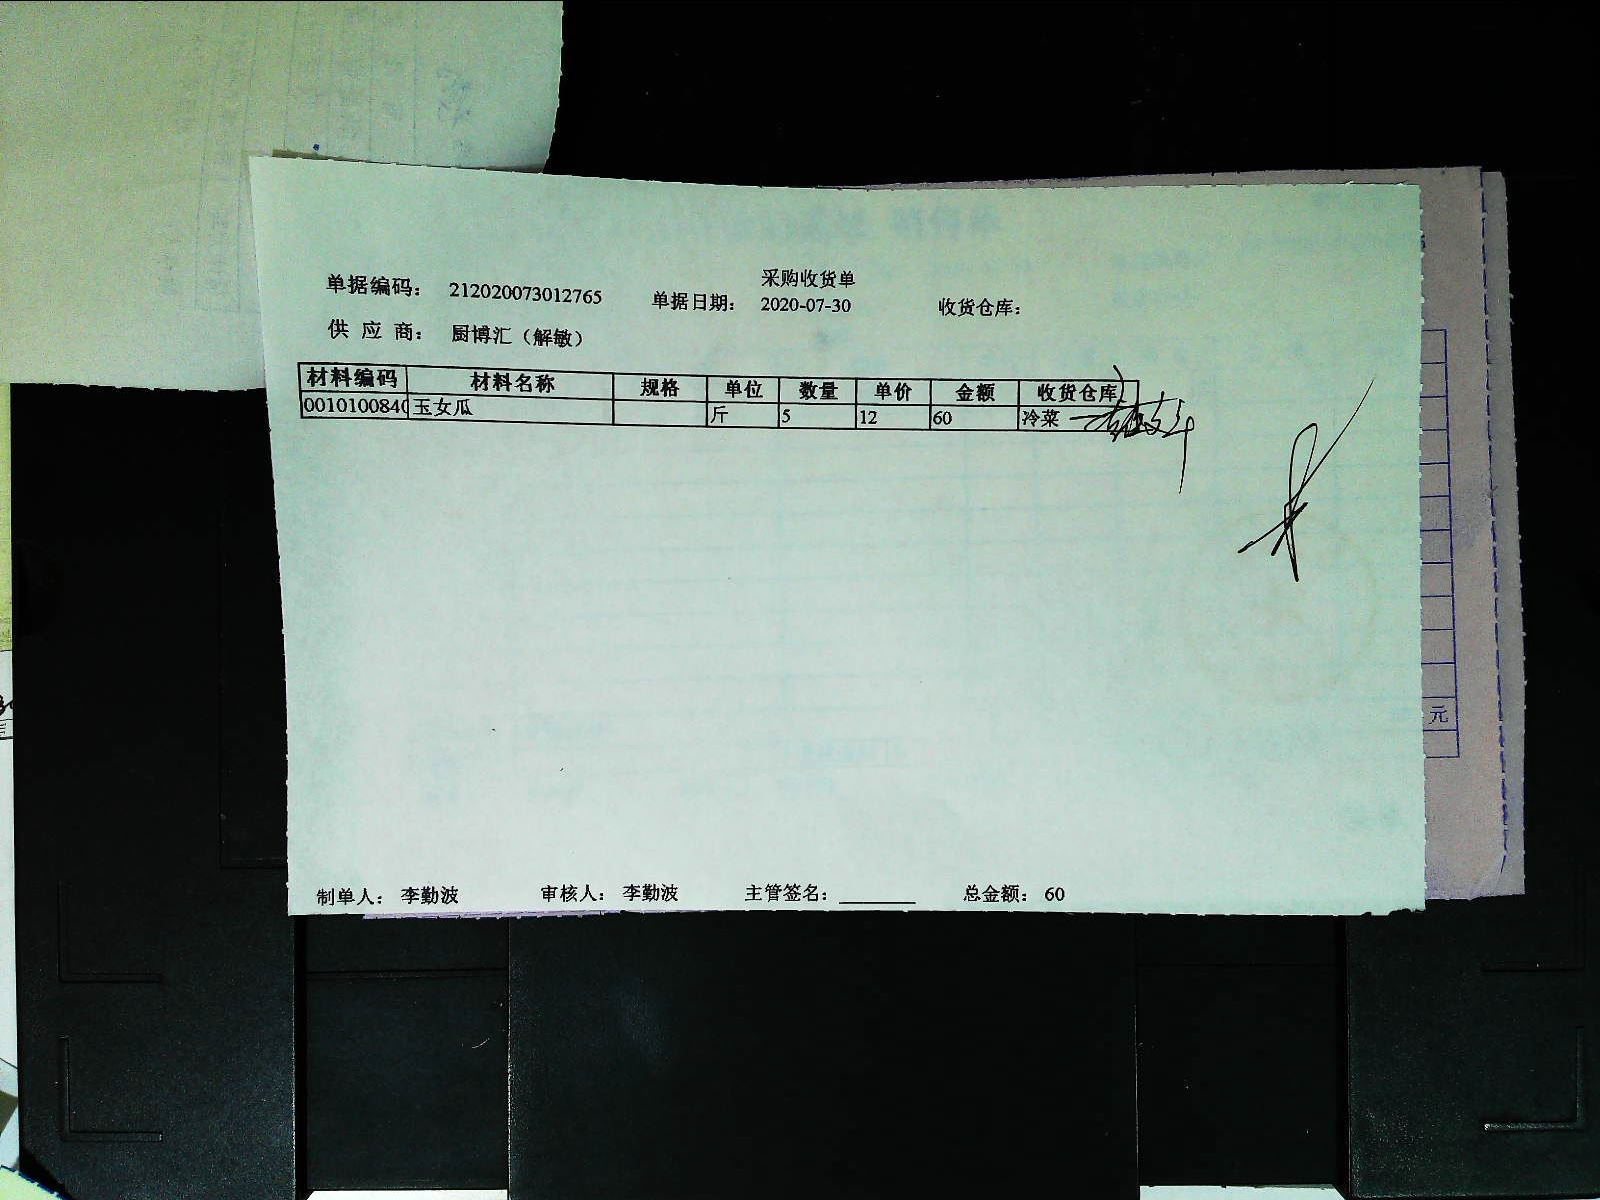 采购收货单
单据编码： 212020073012765 单据日期： 2020-07-30 收货仓库：
供 应 商： 厨博汇（解敏）
材料编码 材料名称 规格 单位 数量 单价 金额 收货仓库
0010100840 玉女瓜 斤 5 12 60 冷菜
制单人： 李勤波 审核人： 李勤波 主管签名： 总金额： 60
元